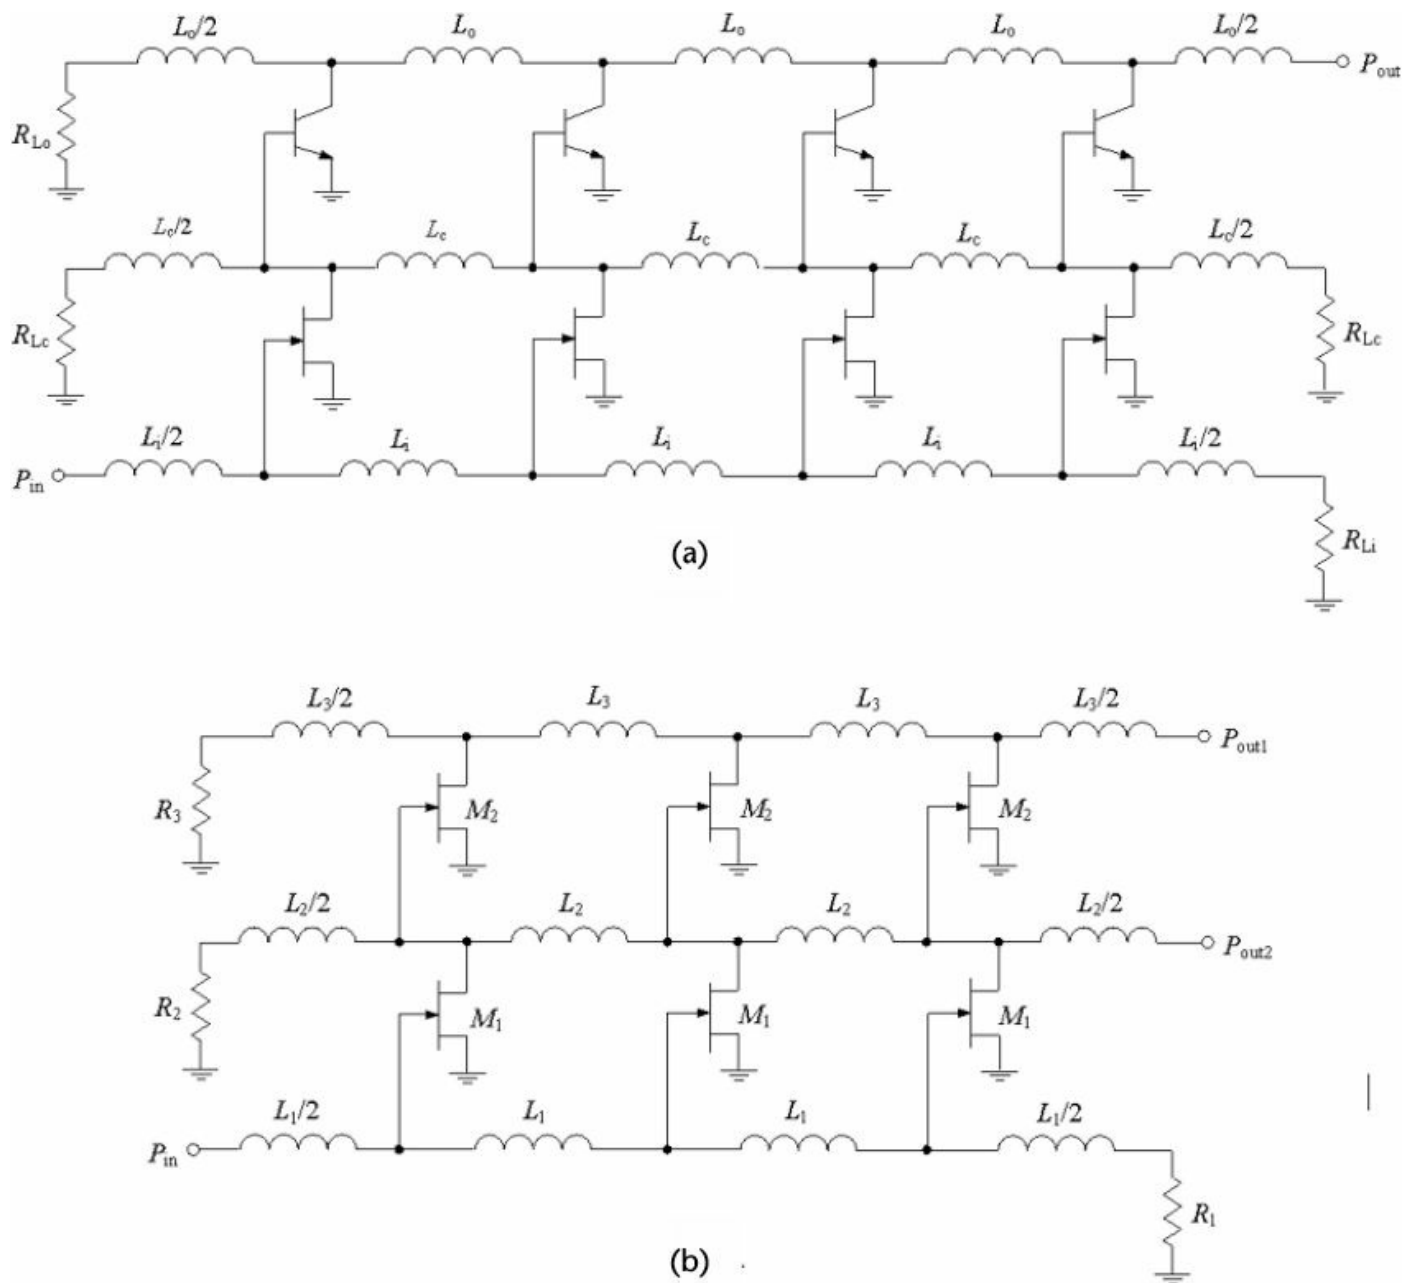 Lo/2 Lo Lo Lo Lo/2
Pout
RLo
Lc/2 Lc Lc Lc Lc/2
RLc RLc
Li/2 Li Li Li Li/2
Pin
RLi
(a)
L3/2 L3 L3 L3/2
Pout1
R3 M2 M2 M2
L2/2 L2 L2 L2/2
Pout2
R2 M1 M1 M1
L1/2 L1 L1 L1/2
Pin
R1
(b)